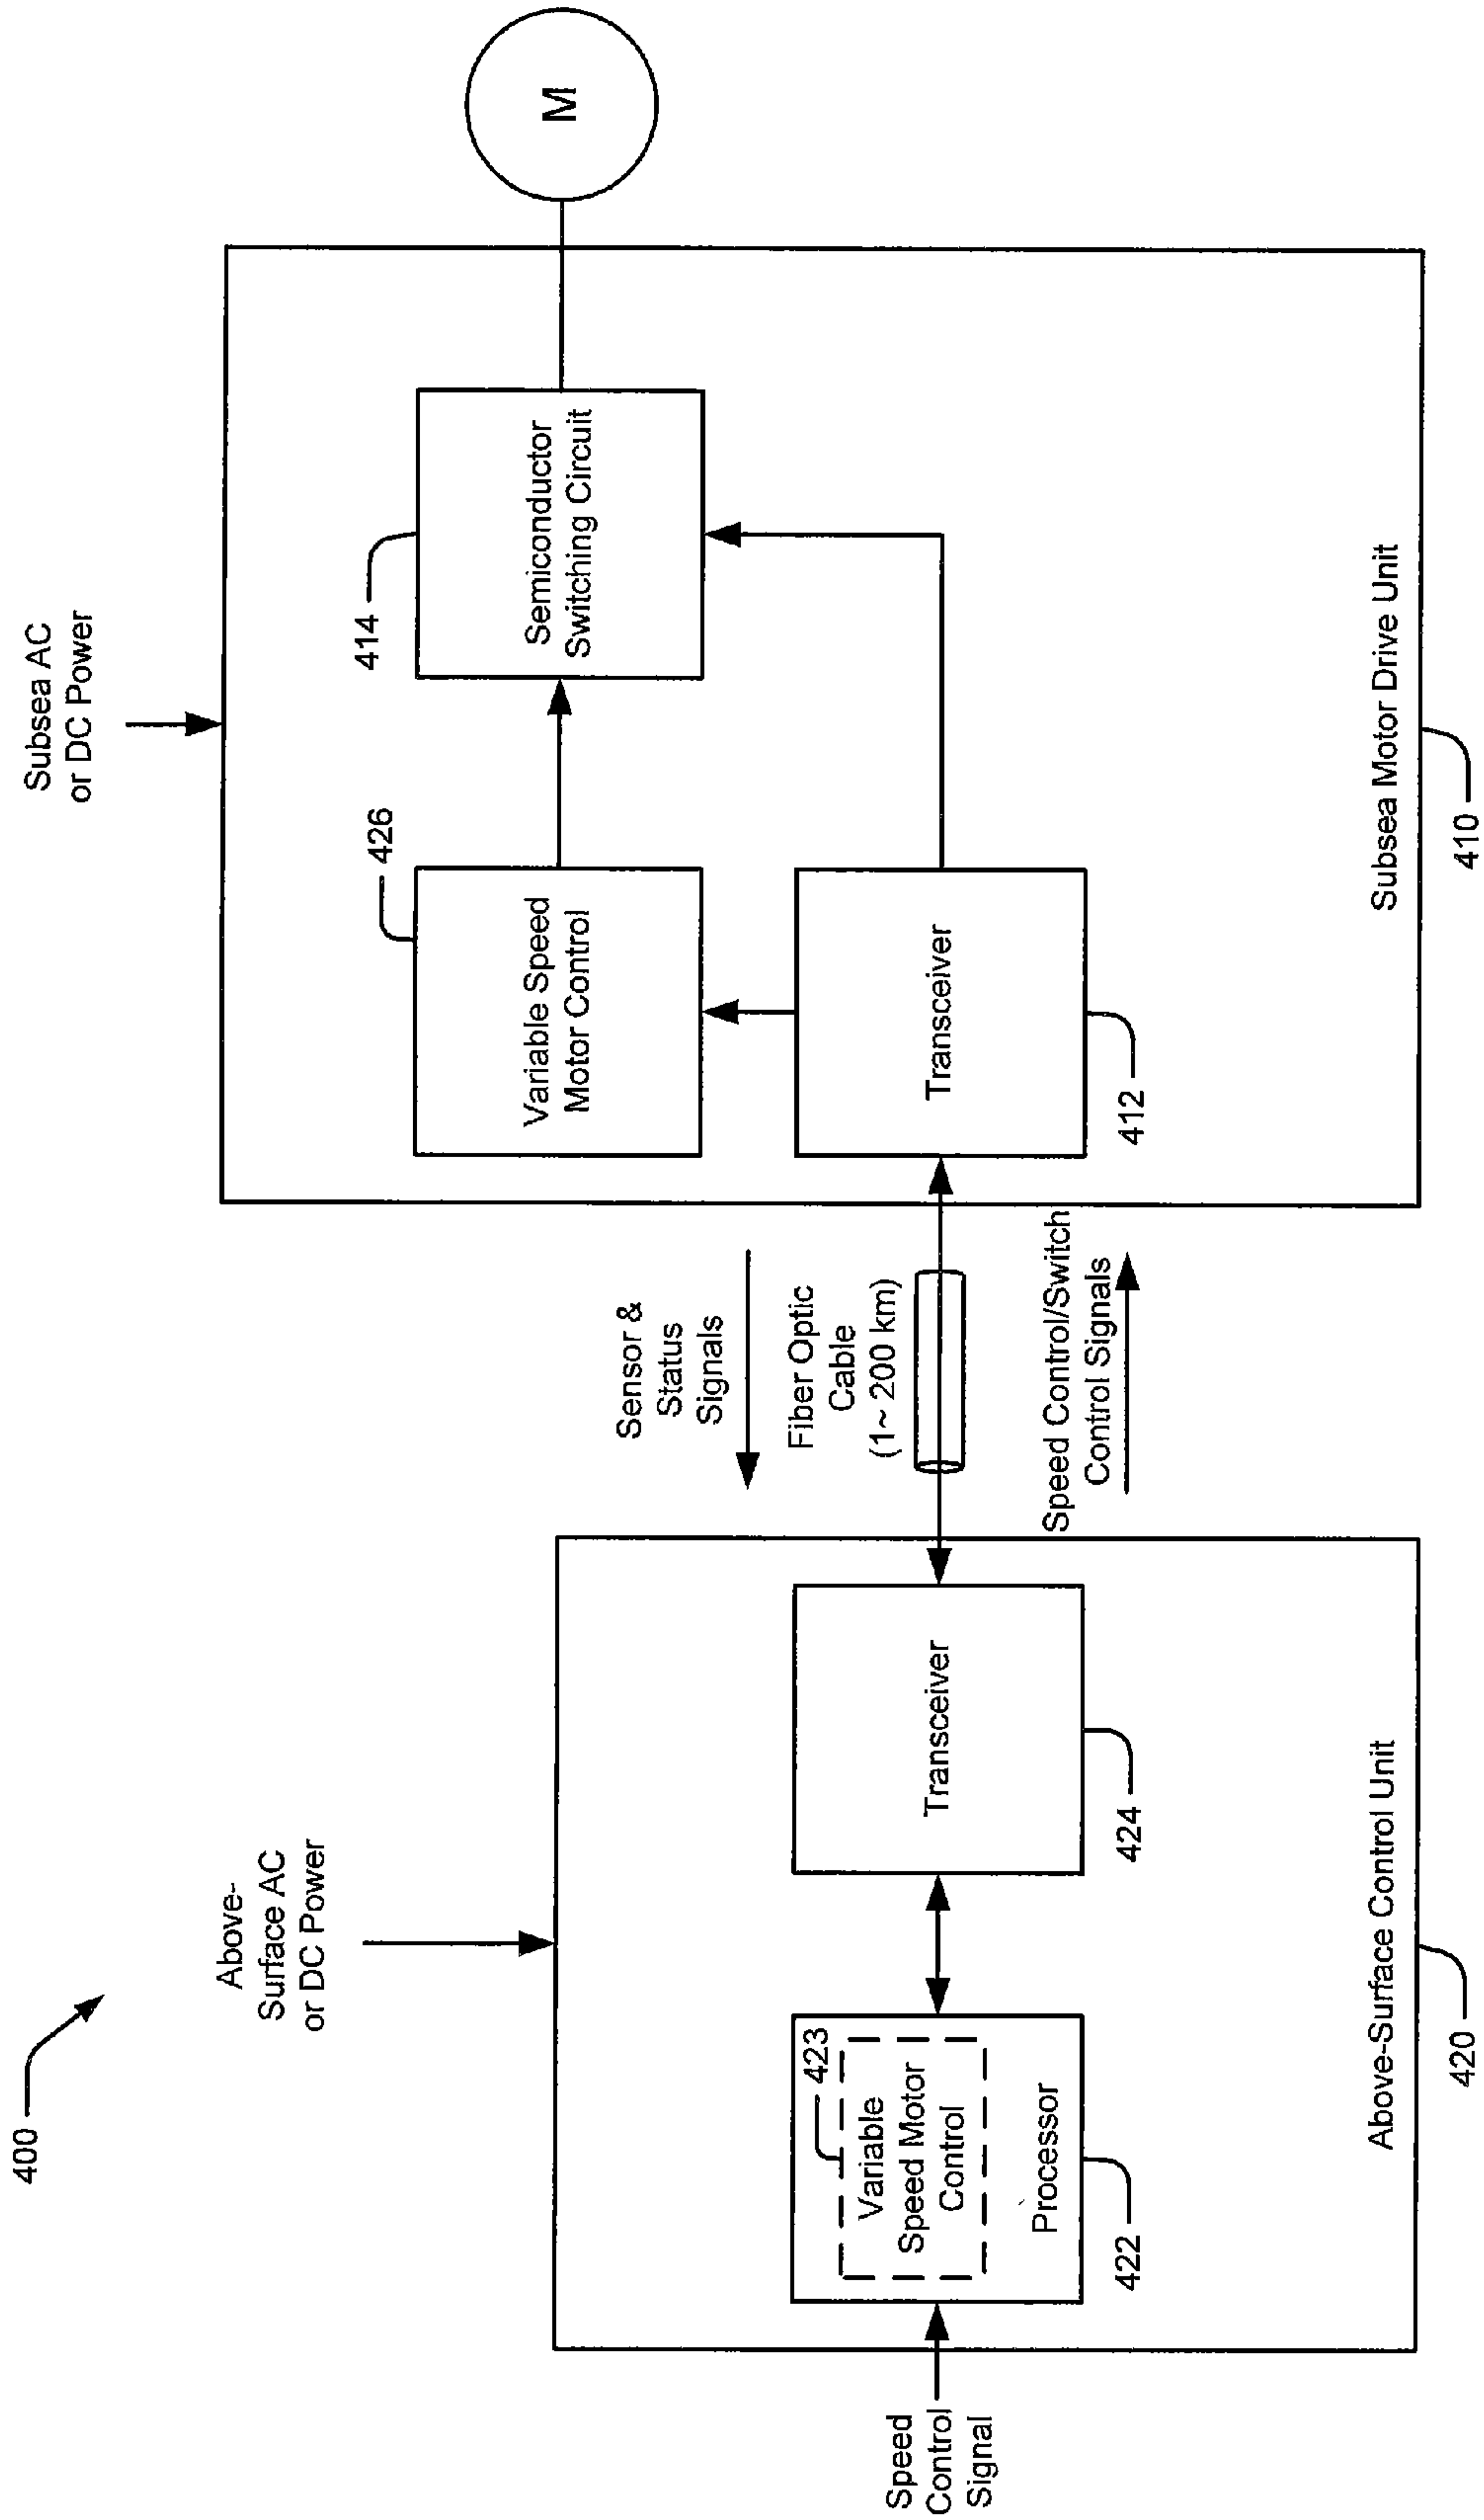 400
Above-
Surface AC
or DC Power
Subsea AC
or DC Power
Speed
Control
Signal
423
Variable
Speed Motor
Control
Processor
422
Transceiver
424
Above-Surface Control Unit
420
Sensor &
Status
Signals
Fiber Optic
Cable
(1~ 200 km)
Speed Control/Switch
Control Signals
426
Variable Speed
Motor Control
Transceiver
412
414
Semiconductor
Switching Circuit
Subsea Motor Drive Unit
410
M